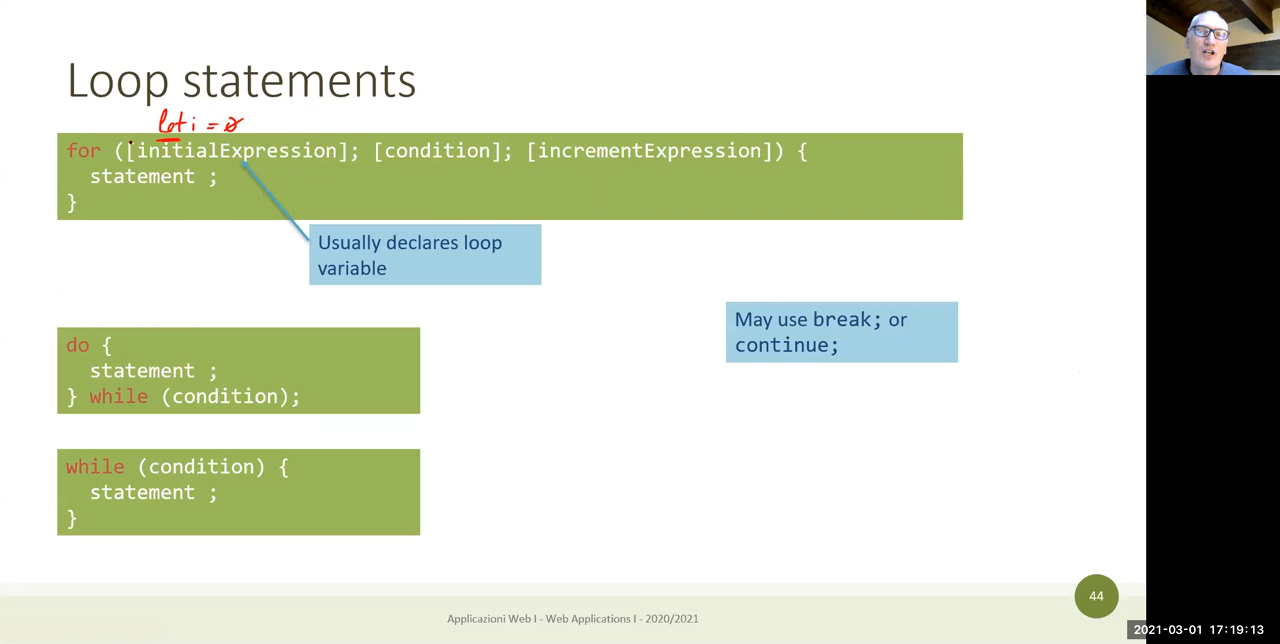 Loop statements
let i = 0
for ([initialExpression]; [condition]; [incrementExpression]) {
statement ;
}
Usually declares loop
variable
May use break; or
continue;
do {
statement ;
} while (condition);
while (condition) {
statement ;
}
44
Applicazioni Web I - Web Applications I - 2020/2021
2021-03-01 17:19:13